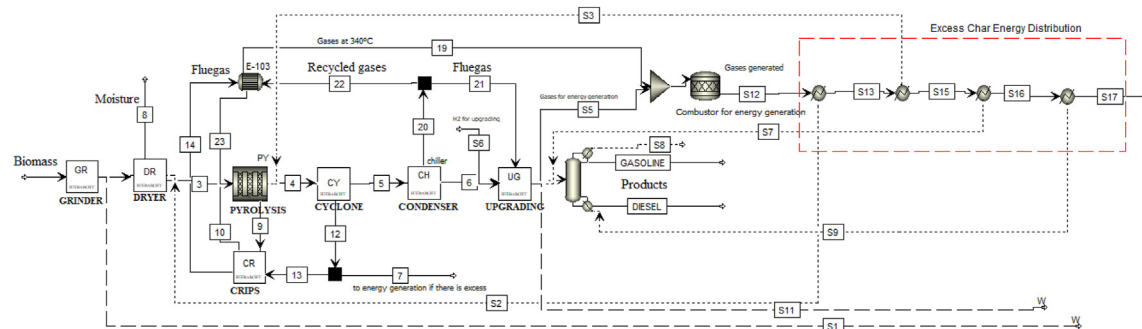 S3
Excess Char Energy Distribution
Gases at 340ºC
19
Fluegas
E-103
Recycled gases
Fluegas
22
21
Gases generated
Moisture
8
Gases for energy generation
S5
S12
S13
S15
S16
S17
Combustor for energy generation
14
23
20
H2 for upgrading
S6
S7
S8
PY
chiller
GASOLINE
Biomass
GR
DR
3
4
CY
5
CH
6
UG
Products
GRINDER
DRYER
PYROLYSIS
CYCLONE
CONDENSER
UPGRADING
DIESEL
10
9
12
S9
CR
13
7
CRIPS
to energy generation if there is excess
S2
S11
W
S1
W